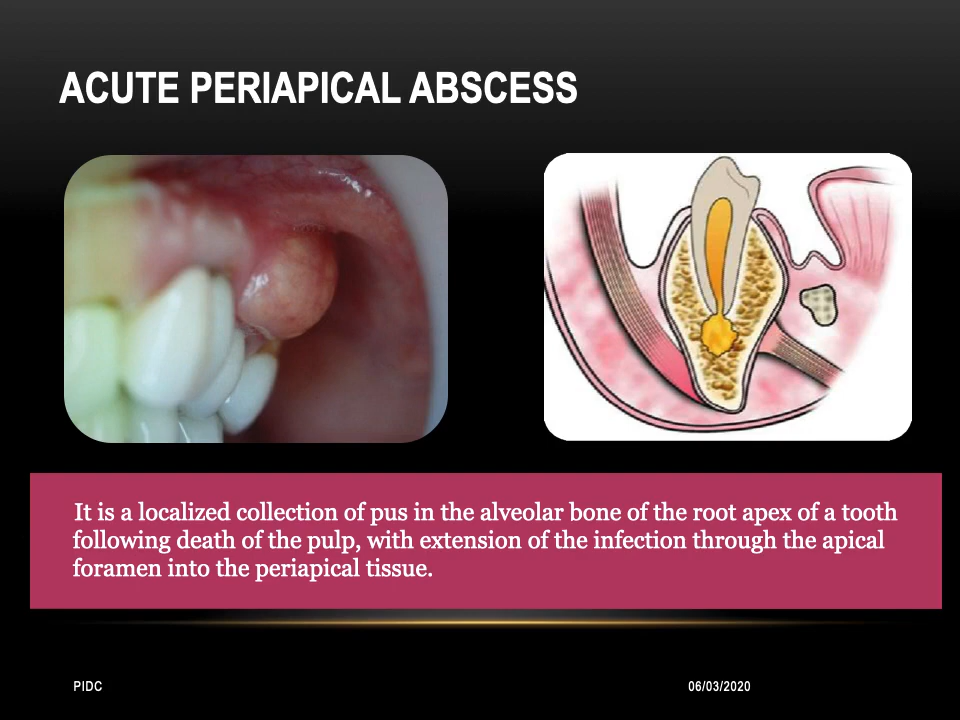 ACUTE PERIAPICAL ABSCESS
It is a localized collection of pus in the alveolar bone of the root apex of a tooth
following death of the pulp, with extension of the infection through the apical
foramen into the periapical tissue.
PIDC
06/03/2020